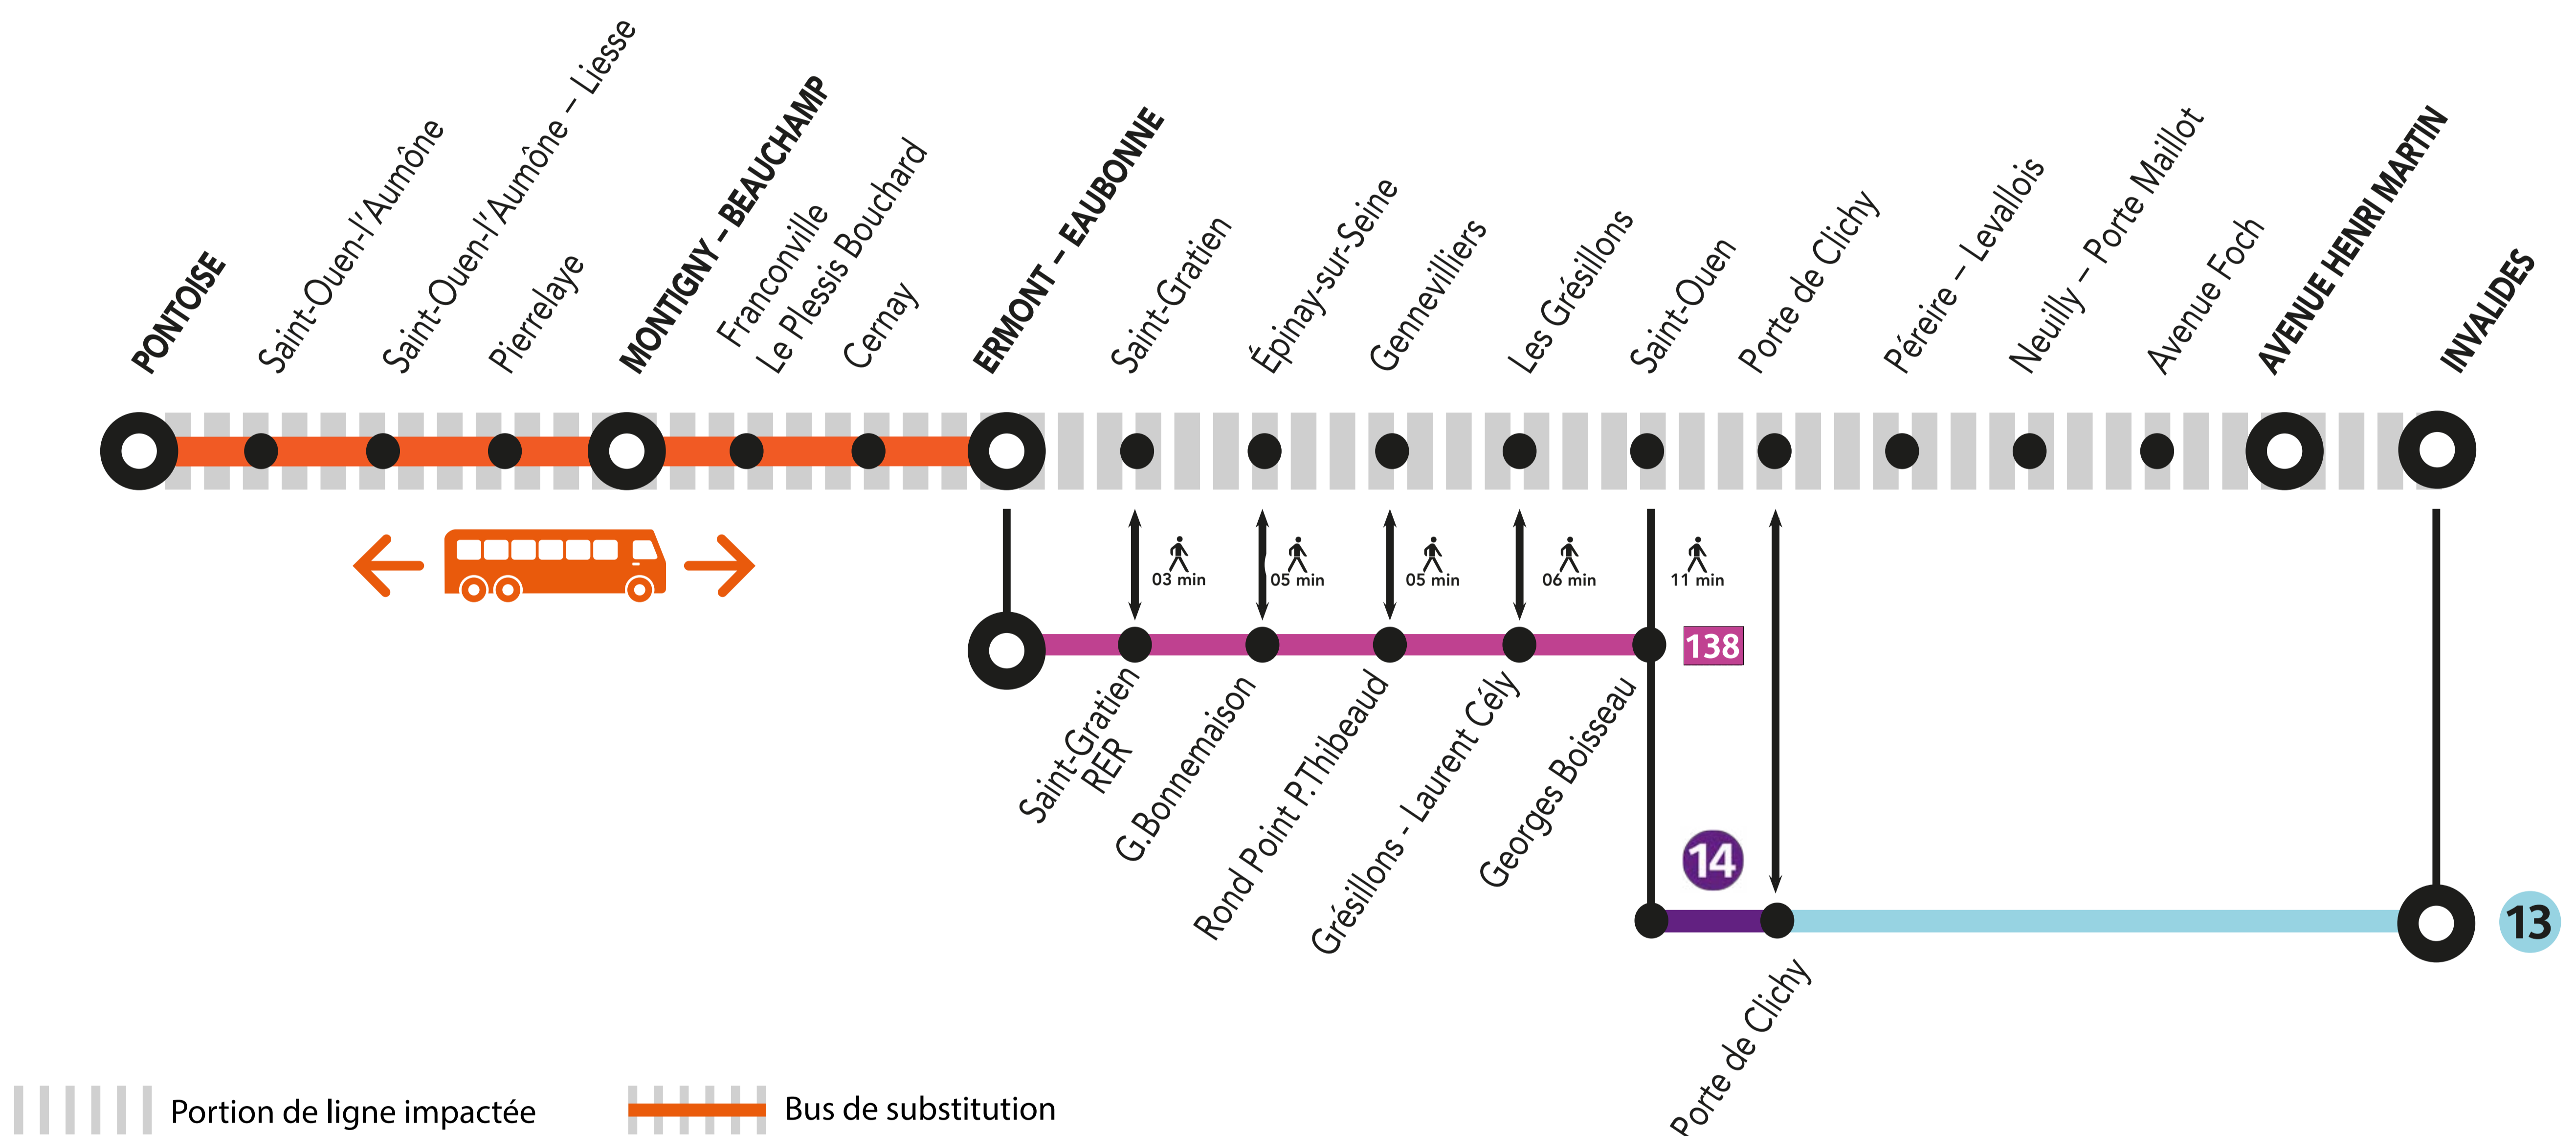 PONTOISE
Saint-Ouen-l'Aumône
Saint-Ouen-l'Aumône – Liesse
Pierrelaye
MONTIGNY – BEAUCHAMP
Franconville
Le Plessis Bouchard
Cernay
ERMONT – EAUBONNE
Saint-Gratien
Épinay-sur-Seine
Gennevilliers
Les Grésillons
Saint-Ouen
Porte de Clichy
Péreire – Levallois
Neuilly – Porte Maillot
Avenue Foch
AVENUE HENRI MARTIN
INVALIDES
03 min
05 min
05 min
06 min
11 min
138
Saint-Gratien
RER
G.Bonnemaison
Rond Point P.Thibeaud
Grésillons - Laurent Cély
Georges Boisseau
14
13
Porte de Clichy
Portion de ligne impactée
Bus de substitution